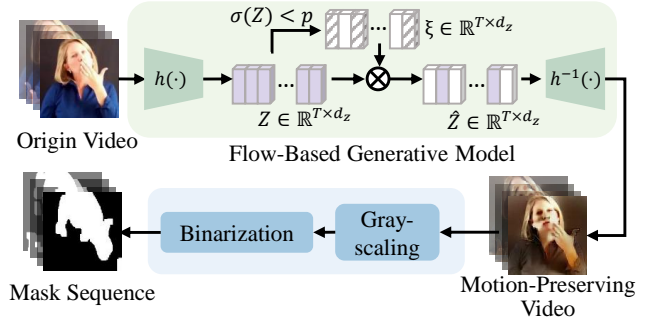 σ(Z) < p
... ξ ∈ ℝ^{T×d_z}
h(·)
...
⊗
...
h⁻¹(·)
Z ∈ ℝ^{T×d_z}
Ẑ ∈ ℝ^{T×d_z}
Origin Video
Flow-Based Generative Model
Binarization
Gray-
scaling
Mask Sequence
Motion-Preserving
Video